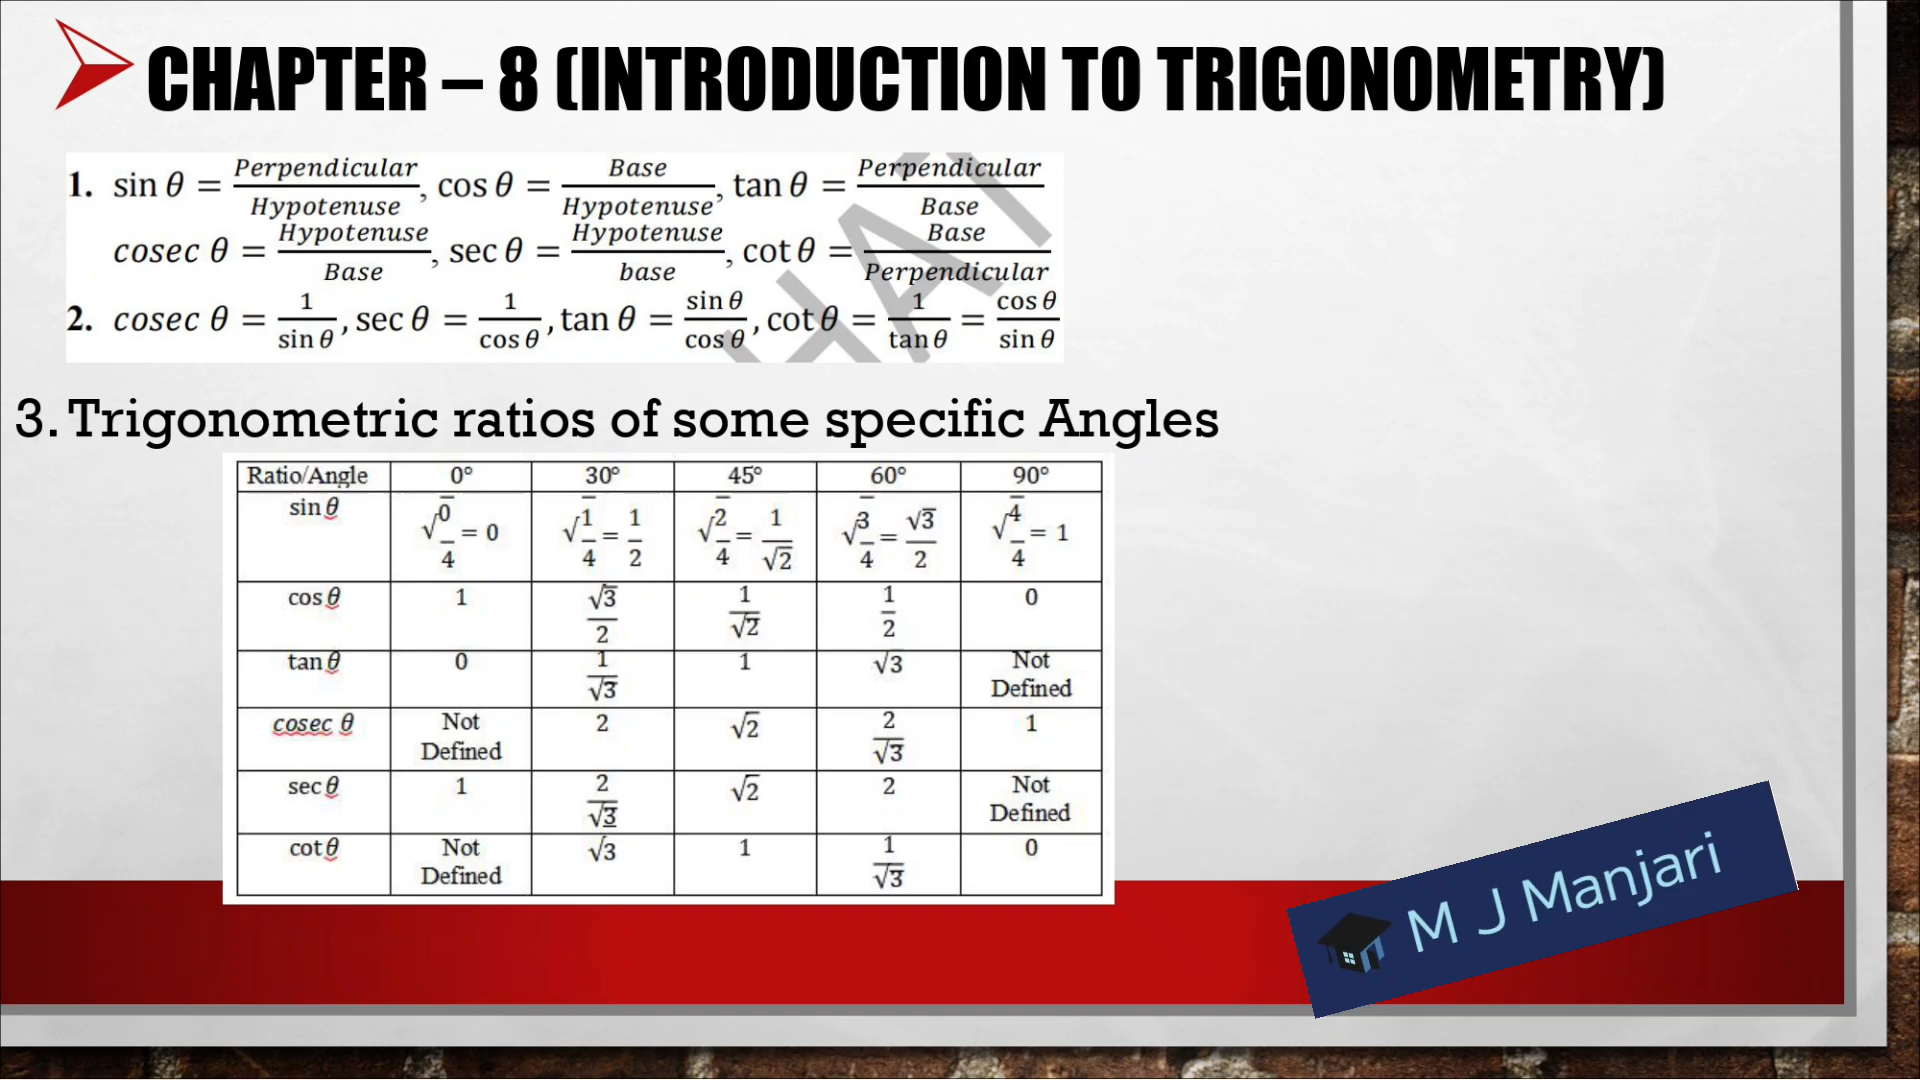 CHAPTER – 8 (INTRODUCTION TO TRIGONOMETRY)
1. sin θ = Perpendicular/Hypotenuse, cos θ = Base/Hypotenuse, tan θ = Perpendicular/Base
cosec θ = Hypotenuse/Base, sec θ = Hypotenuse/base, cot θ = Base/Perpendicular
2. cosec θ = 1/sin θ, sec θ = 1/cos θ, tan θ = sin θ/cos θ, cot θ = 1/tan θ = cos θ/sin θ
3. Trigonometric ratios of some specific Angles
Ratio/Angle 0° 30° 45° 60° 90°
sin θ √0/4 = 0 √1/4 = 1/2 √2/4 = 1/√2 √3/4 = √3/2 √4/4 = 1
cos θ 1 √3/2 1/√2 1/2 0
tan θ 0 1/√3 1 √3 Not Defined
cosec θ Not Defined 2 √2 2/√3 1
sec θ 1 2/√3 √2 2 Not Defined
cot θ Not Defined √3 1 1/√3 0
M J Manjari